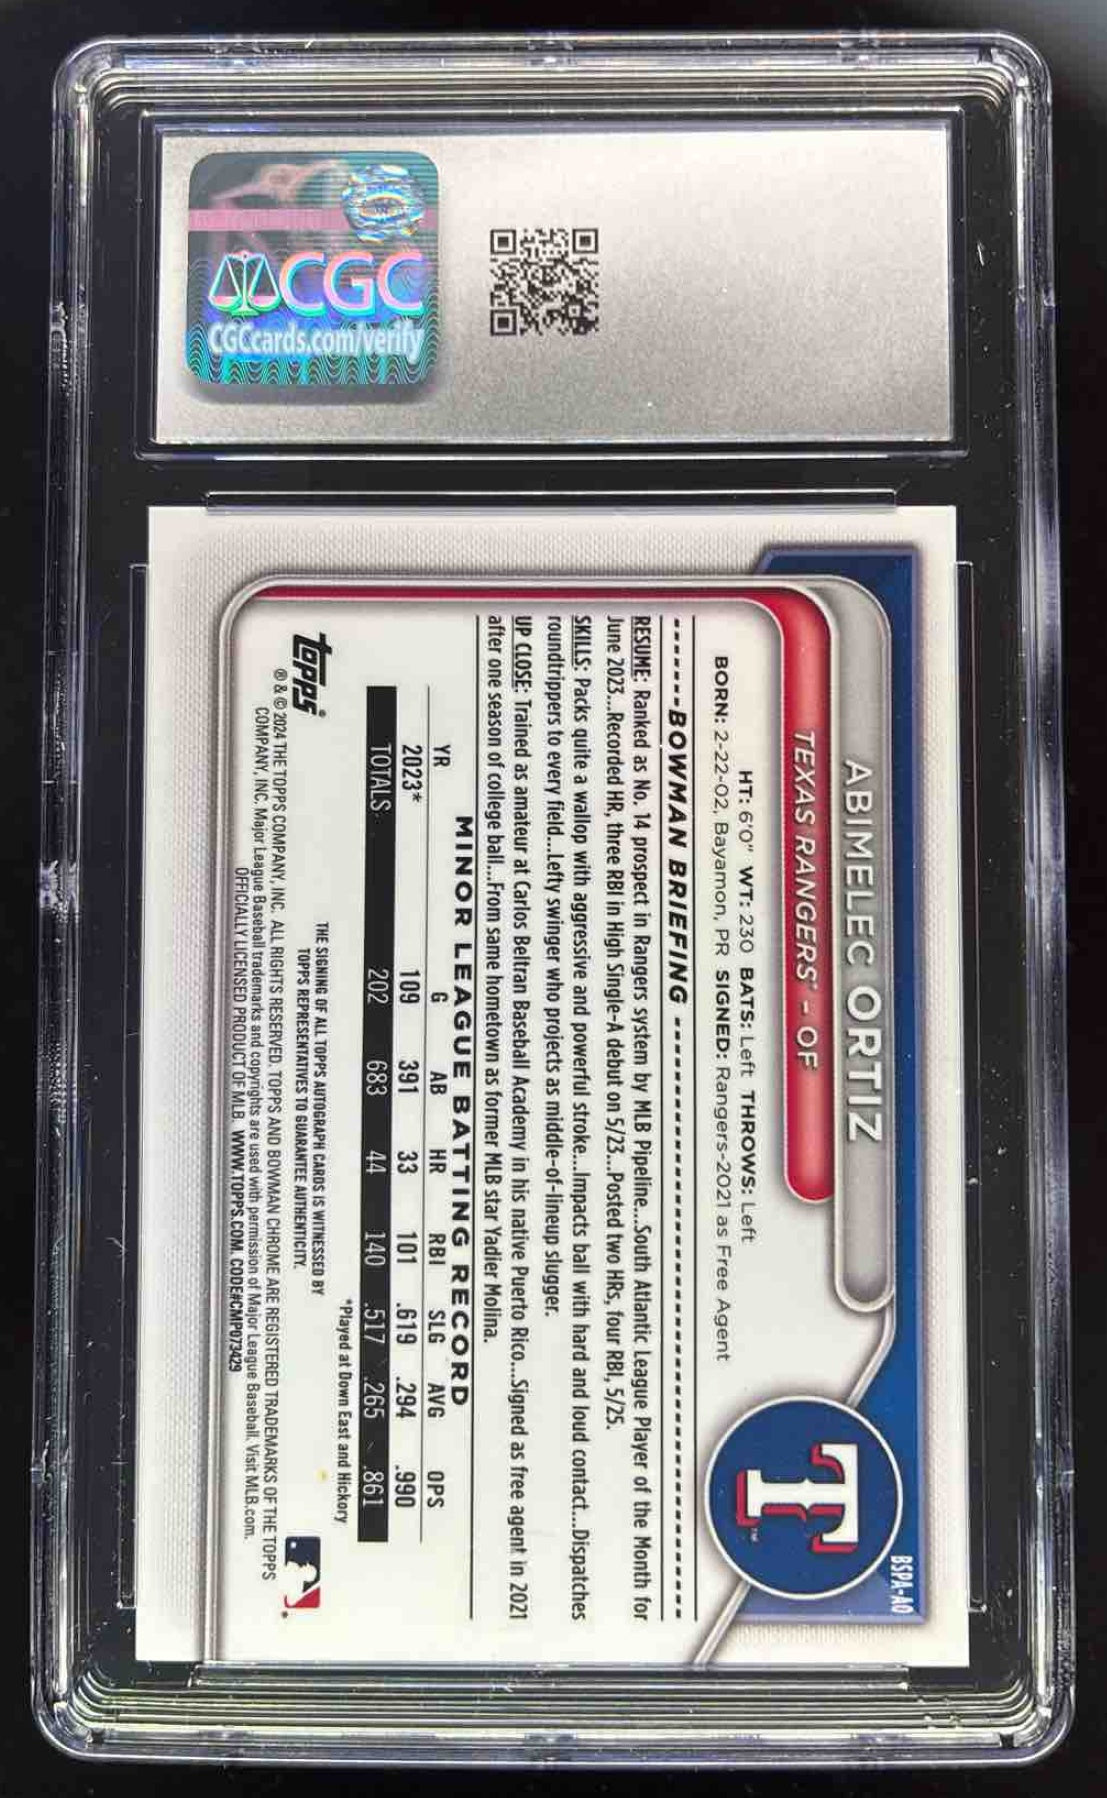 CGC
CGCcards.com/verify
BSPA-AO
ABIMELEC ORTIZ
TEXAS RANGERS® - OF
T™
HT: 6'0" WT: 230 BATS: Left THROWS: Left
BORN: 2-22-02, Bayamon, PR SIGNED: Rangers-2021 as Free Agent
BOWMAN BRIEFING
RESUME: Ranked as No. 14 prospect in Rangers system by MLB Pipeline...South Atlantic League Player of the Month for
June 2023...Recorded HR, three RBI in High Single-A debut on 5/23...Posted two HRs, four RBI, 5/25.
SKILLS: Packs quite a wallop with aggressive and powerful stroke...Impacts ball with hard and loud contact...Dispatches
roundtrippers to every field...Lefty swinger who projects as middle-of-lineup slugger.
UP CLOSE: Trained as amateur at Carlos Beltran Baseball Academy in his native Puerto Rico...Signed as free agent in 2021
after one season of college ball...From same hometown as former MLB star Yadier Molina.
MINOR LEAGUE BATTING RECORD
YR G AB HR RBI SLG AVG OPS
2023* 109 391 33 101 .619 .294 .990
TOTALS 202 683 44 140 .517 .265 .861
*Played at Down East and Hickory
THE SIGNING OF ALL TOPPS AUTOGRAPH CARDS IS WITNESSED BY
TOPPS REPRESENTATIVES TO GUARANTEE AUTHENTICITY.
topps®
® & © 2024 THE TOPPS COMPANY, INC. ALL RIGHTS RESERVED. TOPPS AND BOWMAN CHROME ARE REGISTERED TRADEMARKS OF THE TOPPS
COMPANY, INC. Major League Baseball trademarks and copyrights are used with permission of Major League Baseball. Visit MLB.com.
OFFICIALLY LICENSED PRODUCT OF MLB. WWW.TOPPS.COM. CODE#CMP073429